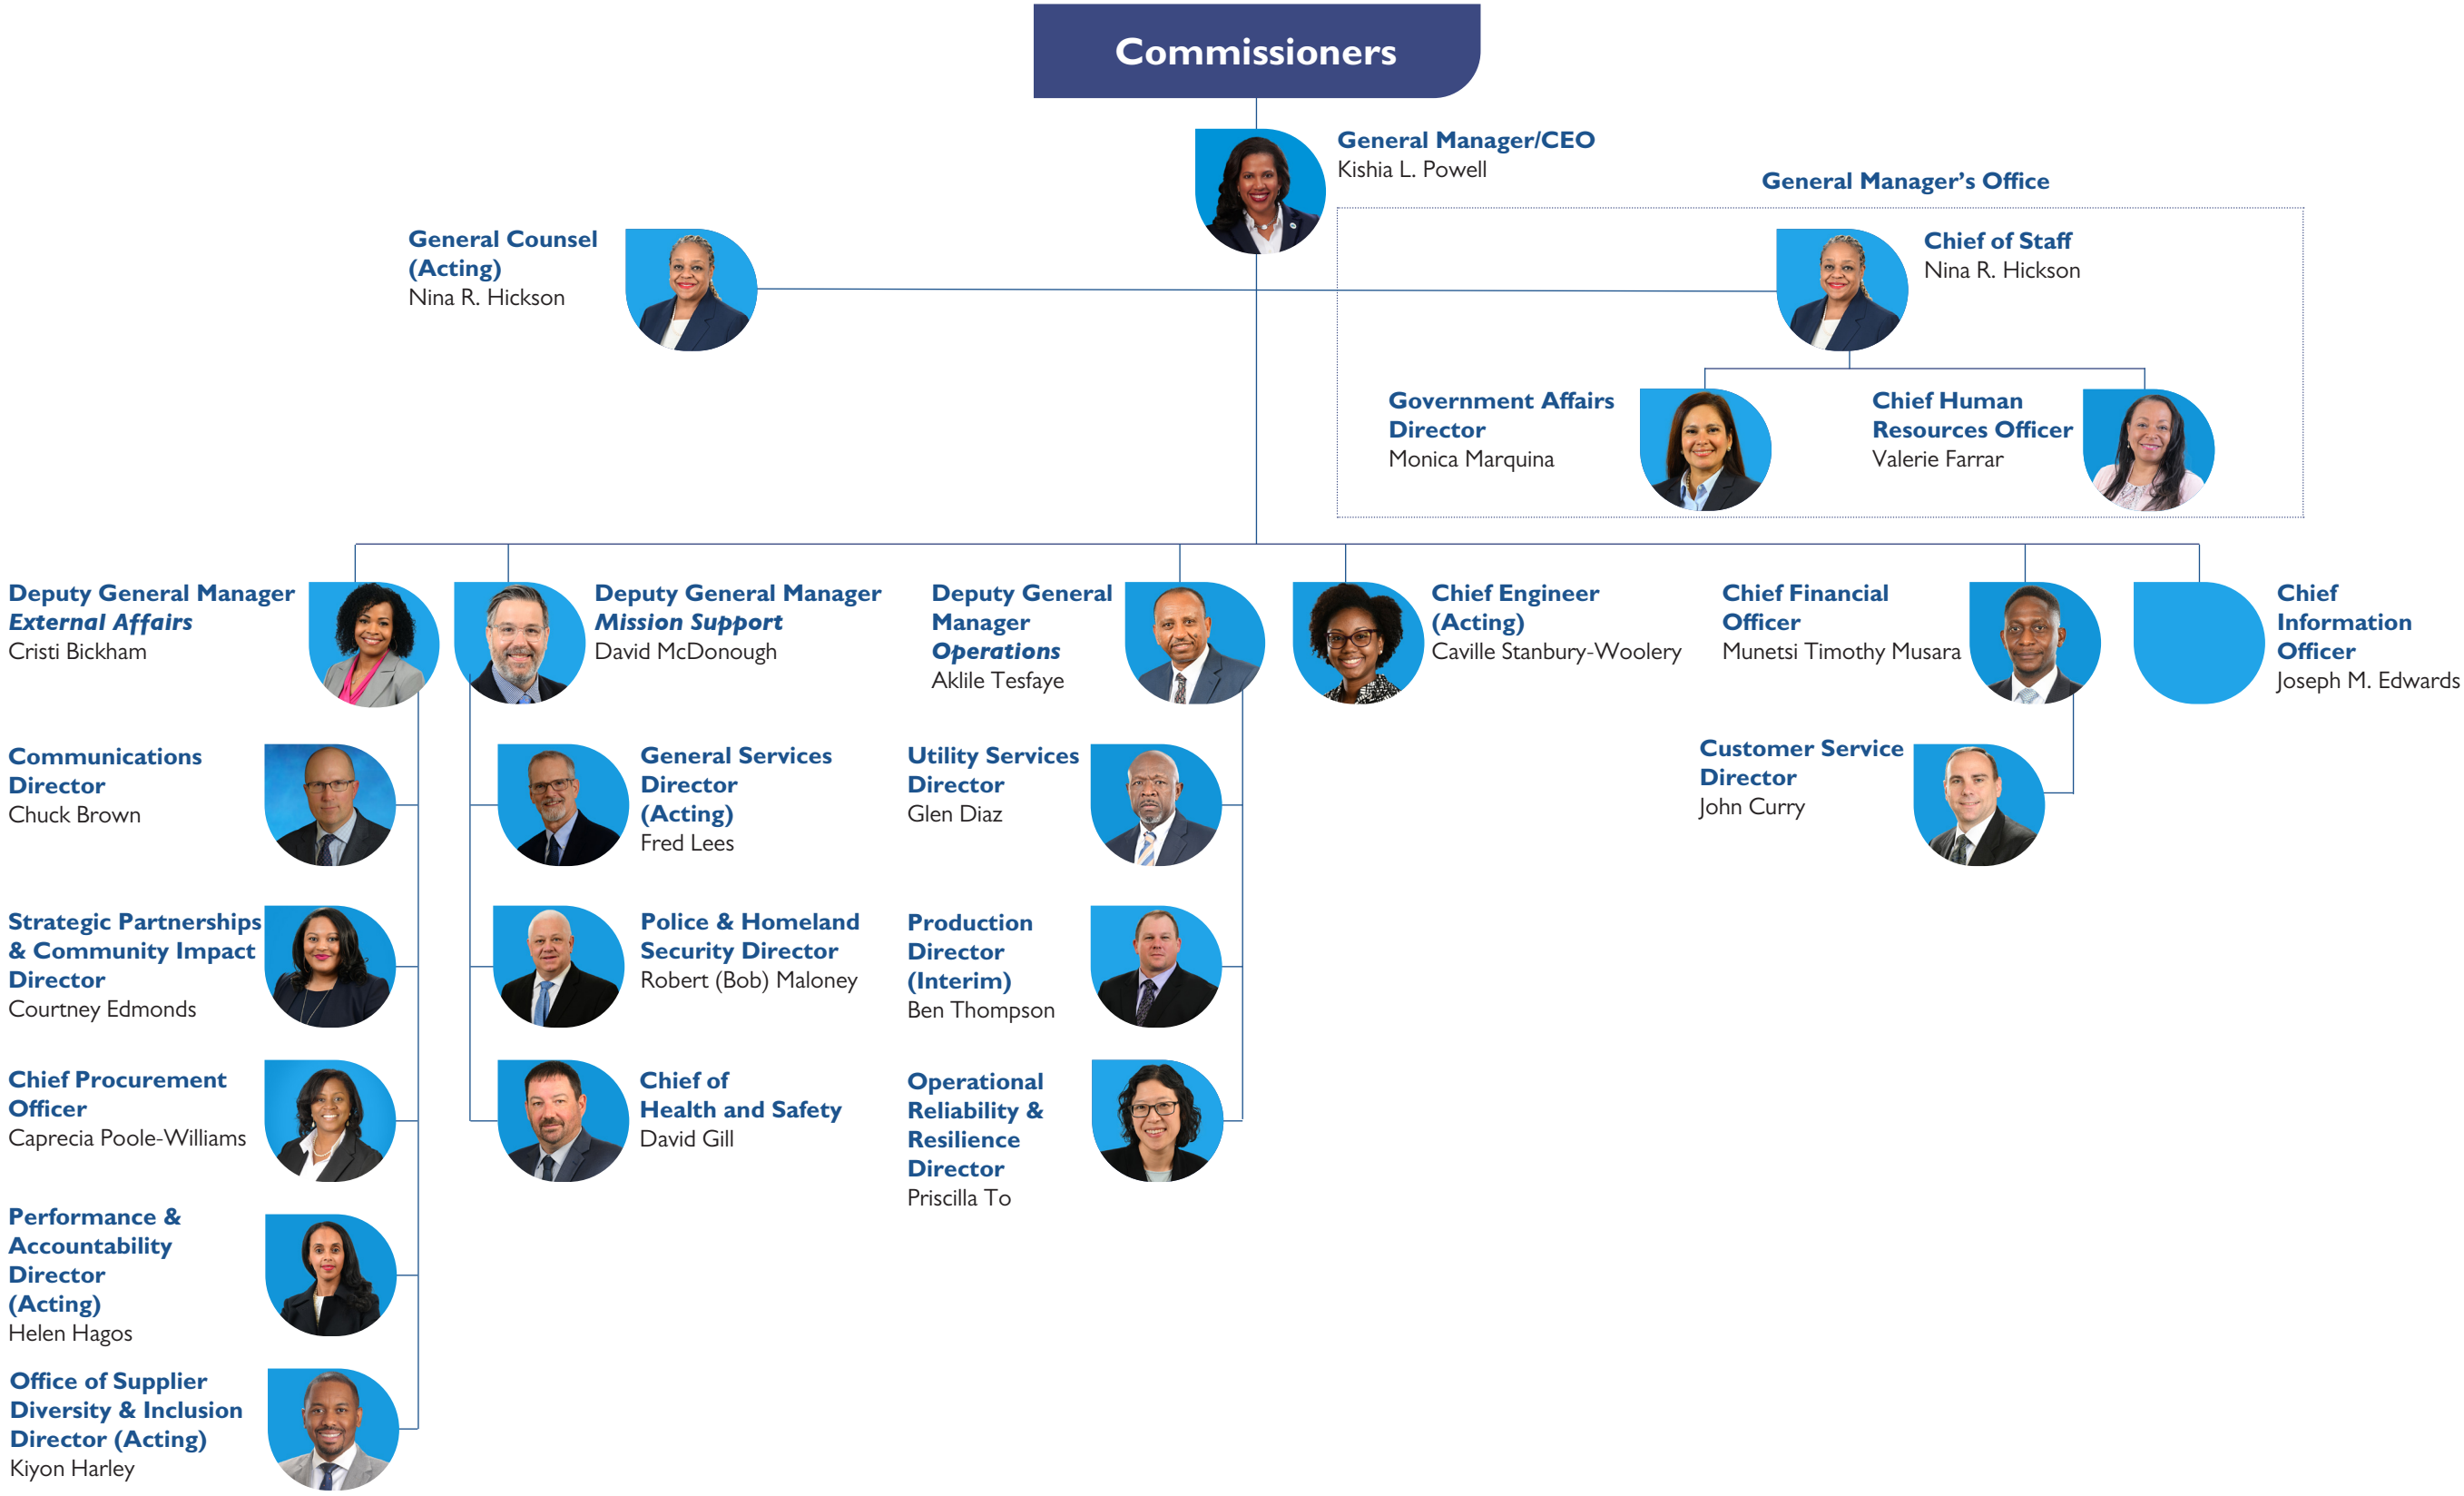 Commissioners
General Manager/CEO
Kishia L. Powell
General Manager’s Office
General Counsel
(Acting)
Nina R. Hickson
Chief of Staff
Nina R. Hickson
Government Affairs
Director
Monica Marquina
Chief Human
Resources Officer
Valerie Farrar
Deputy General Manager
External Affairs
Cristi Bickham
Deputy General Manager
Mission Support
David McDonough
Deputy General
Manager
Operations
Aklile Tesfaye
Chief Engineer
(Acting)
Caville Stanbury-Woolery
Chief Financial
Officer
Munetsi Timothy Musara
Chief
Information
Officer
Joseph M. Edwards
Communications
Director
Chuck Brown
General Services
Director
(Acting)
Fred Lees
Utility Services
Director
Glen Diaz
Customer Service
Director
John Curry
Strategic Partnerships
& Community Impact
Director
Courtney Edmonds
Police & Homeland
Security Director
Robert (Bob) Maloney
Production
Director
(Interim)
Ben Thompson
Chief Procurement
Officer
Caprecia Poole-Williams
Chief of
Health and Safety
David Gill
Operational
Reliability &
Resilience
Director
Priscilla To
Performance &
Accountability
Director
(Acting)
Helen Hagos
Office of Supplier
Diversity & Inclusion
Director (Acting)
Kiyon Harley